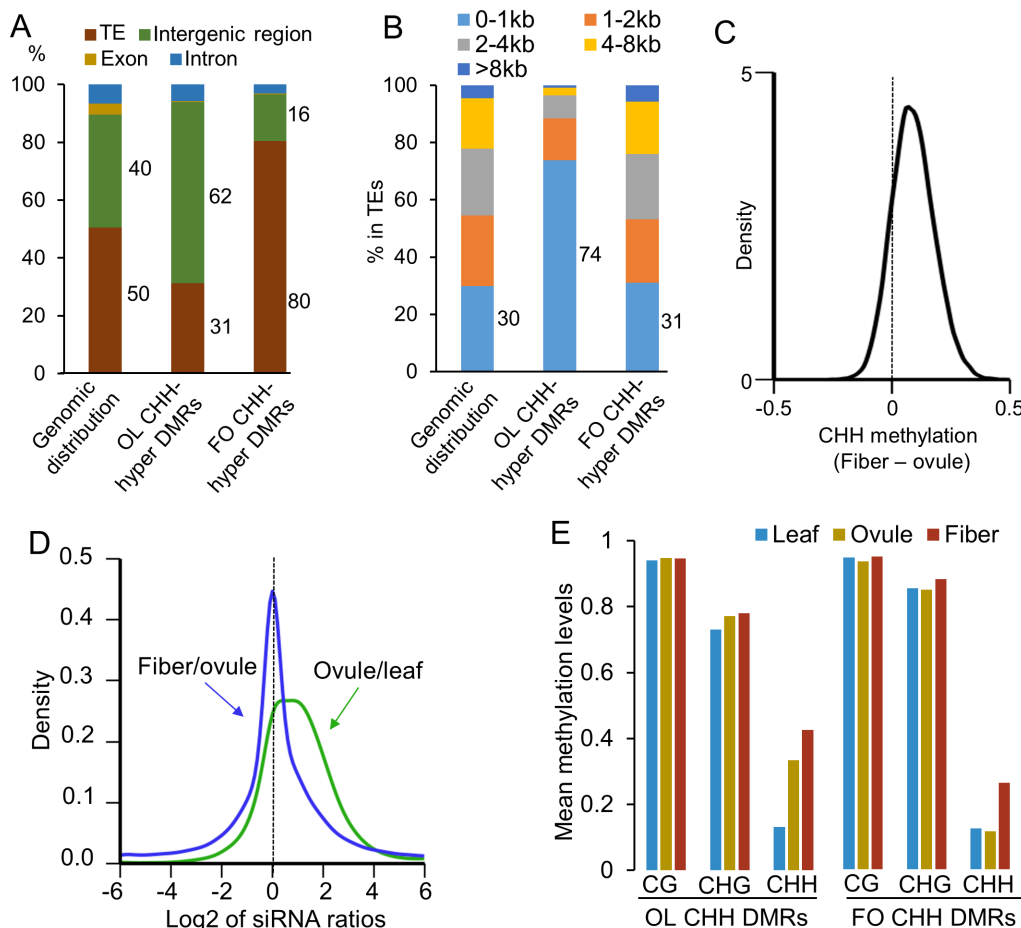 A
TE Intergenic region
Exon Intron
%
100
80
60
40
20
0
40
50
62
31
16
80
Genomic
distribution
OL CHH-
hyper DMRs
FO CHH-
hyper DMRs
B
0-1kb 1-2kb
2-4kb 4-8kb
>8kb
% in TEs
100
80
60
40
20
0
30
74
31
Genomic
distribution
OL CHH-
hyper DMRs
FO CHH-
hyper DMRs
C
Density
5
0
-0.5 0 0.5
CHH methylation
(Fiber – ovule)
D
Density
0.5
0.4
0.3
0.2
0.1
0.0
Fiber/ovule
Ovule/leaf
-6 -4 -2 0 2 4 6
Log2 of siRNA ratios
E
Leaf Ovule Fiber
Mean methylation levels
1
0.8
0.6
0.4
0.2
0
CG CHG CHH CG CHG CHH
OL CHH DMRs FO CHH DMRs